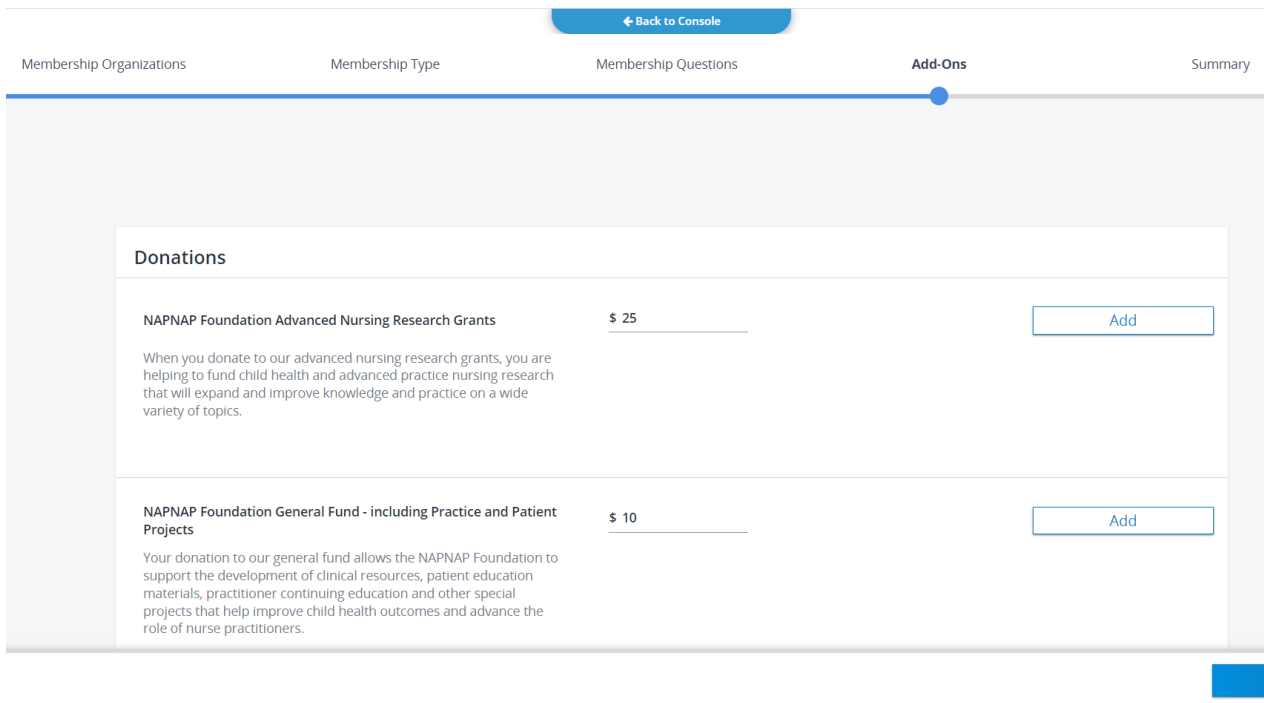 Back to Console
Membership Organizations
Membership Type
Membership Questions
Add-Ons
Summary
Donations
NAPNAP Foundation Advanced Nursing Research Grants
$ 25
Add
When you donate to our advanced nursing research grants, you are
helping to fund child health and advanced practice nursing research
that will expand and improve knowledge and practice on a wide
variety of topics.
NAPNAP Foundation General Fund - including Practice and Patient
Projects
$ 10
Add
Your donation to our general fund allows the NAPNAP Foundation to
support the development of clinical resources, patient education
materials, practitioner continuing education and other special
projects that help improve child health outcomes and advance the
role of nurse practitioners.